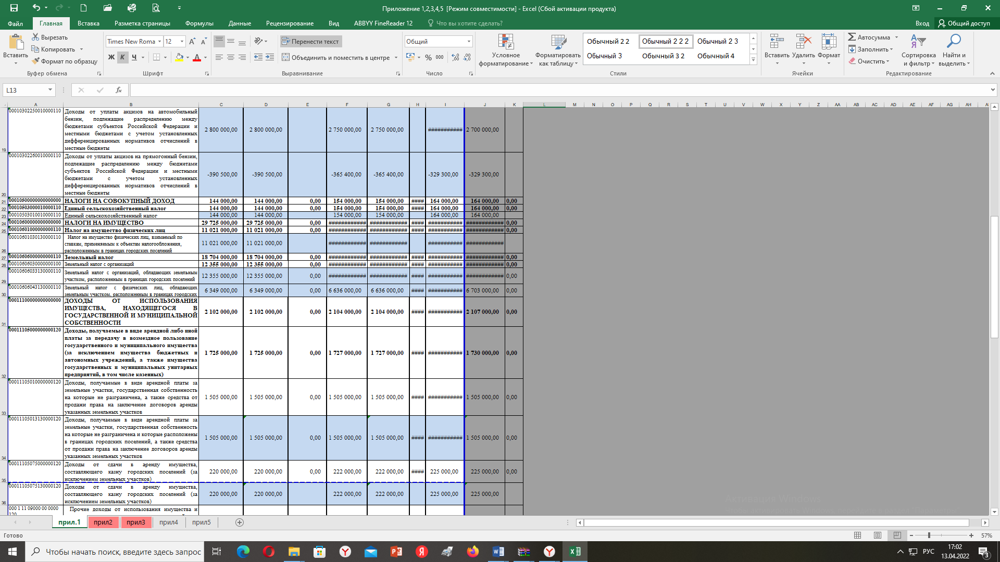 Приложение 1,2,3,4,5 [Режим совместимости] - Excel (Сбой активации продукта)
Файл Главная Вставка Разметка страницы Формулы Данные Рецензирование Вид ABBYY FineReader 12 Что вы хотите сделать? Вход Общий доступ
Вставить
Вырезать
Копировать
Формат по образцу
Буфер обмена
Times New Roma 12
Ж К Ч
Шрифт
Перенести текст
Объединить и поместить в центре
Выравнивание
Общий
% 000
Число
Условное форматирование
Форматировать как таблицу
Обычный 2 2 Обычный 2 2 2 Обычный 2 3
Обычный 3 Обычный 3 2 Обычный 4
Стили
Вставить Удалить Формат
Ячейки
Автосумма
Заполнить
Очистить
Сортировка и фильтр
Найти и выделить
Редактирование
L13 fx
A B C D E F G H I J K L M N O P Q R S T U V W X Y Z AA AB AC AD AE AF AG AH
19 00010302250010000110 Доходы от уплаты акцизов на автомобильный
бензин, подлежащие распределению между
бюджетами субъектов Российской Федерации и
местными бюджетами с учетом установленных
дифференцированных нормативов отчислений в
местные бюджеты
2 800 000,00 2 800 000,00 2 750 000,00 2 750 000,00 ########### 2 700 000,00
20 00010302260010000110 Доходы от уплаты акцизов на прямогонный бензин,
подлежащие распределению между бюджетами
субъектов Российской Федерации и местными
бюджетами с учетом установленных
дифференцированных нормативов отчислений в
местные бюджеты
-390 500,00 -390 500,00 -365 400,00 -365 400,00 -329 300,00 -329 300,00
21 00010500000000000000 НАЛОГИ НА СОВОКУПНЫЙ ДОХОД 144 000,00 144 000,00 0,00 154 000,00 154 000,00 #### 164 000,00 164 000,00 0,00
22 00010503000010000110 Единый сельскохозяйственный налог 144 000,00 144 000,00 0,00 154 000,00 154 000,00 #### 164 000,00 164 000,00 0,00
23 00010503010010000110 Единый сельскохозяйственный налог 144 000,00 144 000,00 154 000,00 154 000,00 164 000,00 164 000,00
24 00010600000000000000 НАЛОГИ НА ИМУЩЕСТВО 29 725 000,00 29 725 000,00 0,00 ############ ############ #### ########### ############ 0,00
25 00010601000000000110 Налог на имущество физических лиц 11 021 000,00 11 021 000,00 0,00 ############ ############ #### ########### ############ 0,00
26 00010601030130000110 Налог на имущество физических лиц, взимаемый по
ставкам, применяемым к объектам налогообложения,
расположенным в границах городских поселений
11 021 000,00 11 021 000,00 ############ ############ ########### ############
27 00010606000000000110 Земельный налог 18 704 000,00 18 704 000,00 0,00 ############ ############ #### ########### ############ 0,00
28 00010606030000000100 Земельный налог с организаций 12 355 000,00 12 355 000,00 0,00 ############ ############ #### ########### ############ 0,00
29 00010606033130000110 Земельный налог с организаций, обладающих земельным
участком, расположенным в границах городских поселений
12 355 000,00 12 355 000,00 0,00 ############ ############ #### ########### ############ 0,00
30 00010606043130000110 Земельный налог с физических лиц, обладающих
земельным участком, расположенным в границах городских
6 349 000,00 6 349 000,00 0,00 6 636 000,00 6 636 000,00 #### ########### 6 703 000,00 0,00
31 00011100000000000000 ДОХОДЫ ОТ ИСПОЛЬЗОВАНИЯ
ИМУЩЕСТВА, НАХОДЯЩЕГОСЯ В
ГОСУДАРСТВЕННОЙ И МУНИЦИПАЛЬНОЙ
СОБСТВЕННОСТИ
2 102 000,00 2 102 000,00 0,00 2 104 000,00 2 104 000,00 #### ########### 2 107 000,00 0,00
32 00011105000000000120 Доходы, получаемые в виде арендной либо иной
платы за передачу в возмездное пользование
государственного и муниципального имущества
(за исключением имущества бюджетных и
автономных учреждений, а также имущества
государственных и муниципальных унитарных
предприятий, в том числе казенных)
1 725 000,00 1 725 000,00 0,00 1 727 000,00 1 727 000,00 #### ########### 1 730 000,00 0,00
33 00011105010000000120 Доходы, получаемые в виде арендной платы за
земельные участки, государственная собственность
на которые не разграничена, а также средства от
продажи права на заключение договоров аренды
указанных земельных участков
1 505 000,00 1 505 000,00 0,00 1 505 000,00 1 505 000,00 #### ########### 1 505 000,00 0,00
34 00011105013130000120 Доходы, получаемые в виде арендной платы за
земельные участки, государственная собственность
на которые не разграничена и которые расположены
в границах городских поселений, а также средства
от продажи права на заключение договоров аренды
указанных земельных участков
1 505 000,00 1 505 000,00 0,00 1 505 000,00 1 505 000,00 #### ########### 1 505 000,00 0,00
35 00011105075000000120 Доходы от сдачи в аренду имущества,
составляющего казну городских поселений (за
исключением земельных участков)
220 000,00 220 000,00 0,00 222 000,00 222 000,00 #### 225 000,00 225 000,00 0,00
36 00011105075130000120 Доходы от сдачи в аренду имущества,
составляющего казну городских поселений (за
исключением земельных участков)
220 000,00 220 000,00 222 000,00 222 000,00 225 000,00 225 000,00
000 1 11 09000 00 0000 120 Прочие доходы от использования имущества и
Активация Windows
прил.1 прил2 прил3 прил4 прил5
Готово 57%
Чтобы начать поиск, введите здесь запрос
РУС 17:02
13.04.2022 3